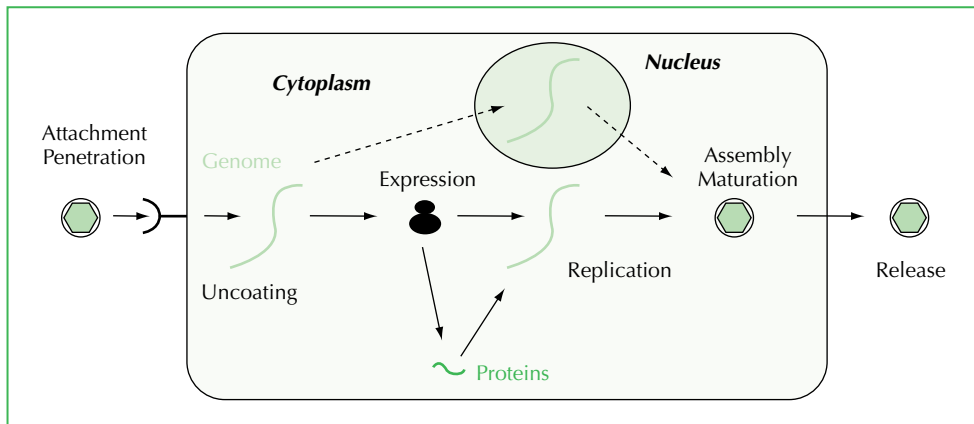 Cytoplasm
Nucleus
Attachment
Penetration
Genome
Expression
Assembly
Maturation
Uncoating
Replication
Release
Proteins